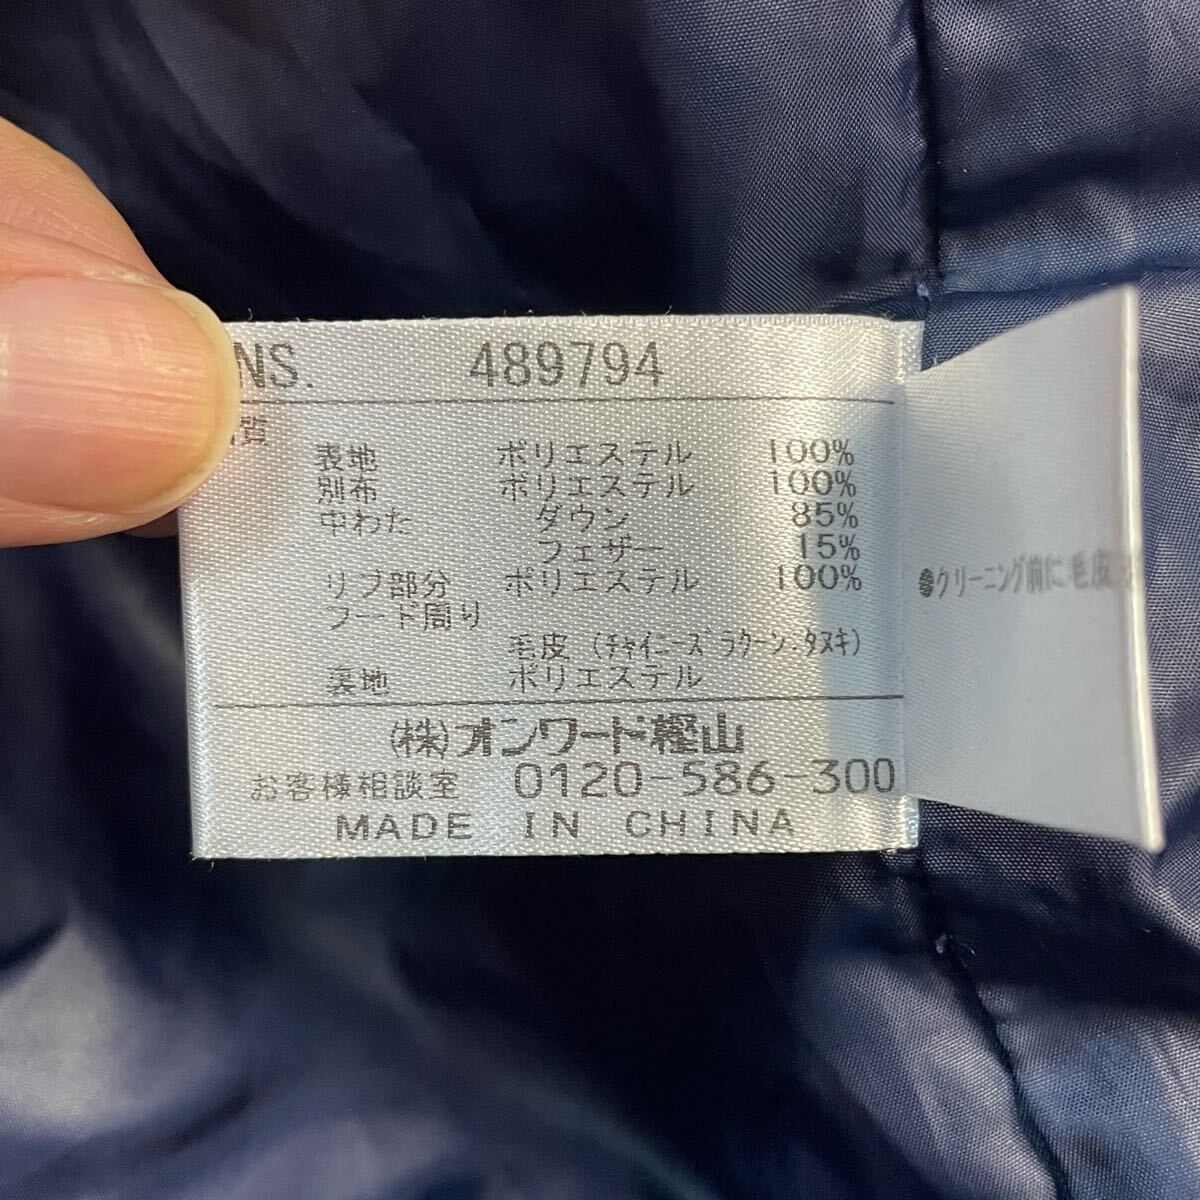 NS. 489794
質
表地 ポリエステル 100%
別布 ポリエステル 100%
中わた ダウン 85%
フェザー 15%
リブ部分 ポリエステル 100%
フード周り
毛皮(チャイニーズラクーン.タヌキ)
裏地 ポリエステル
(株)オンワード樫山
お客様相談室 0120-586-300
MADE IN CHINA
●クリーニング前に毛皮